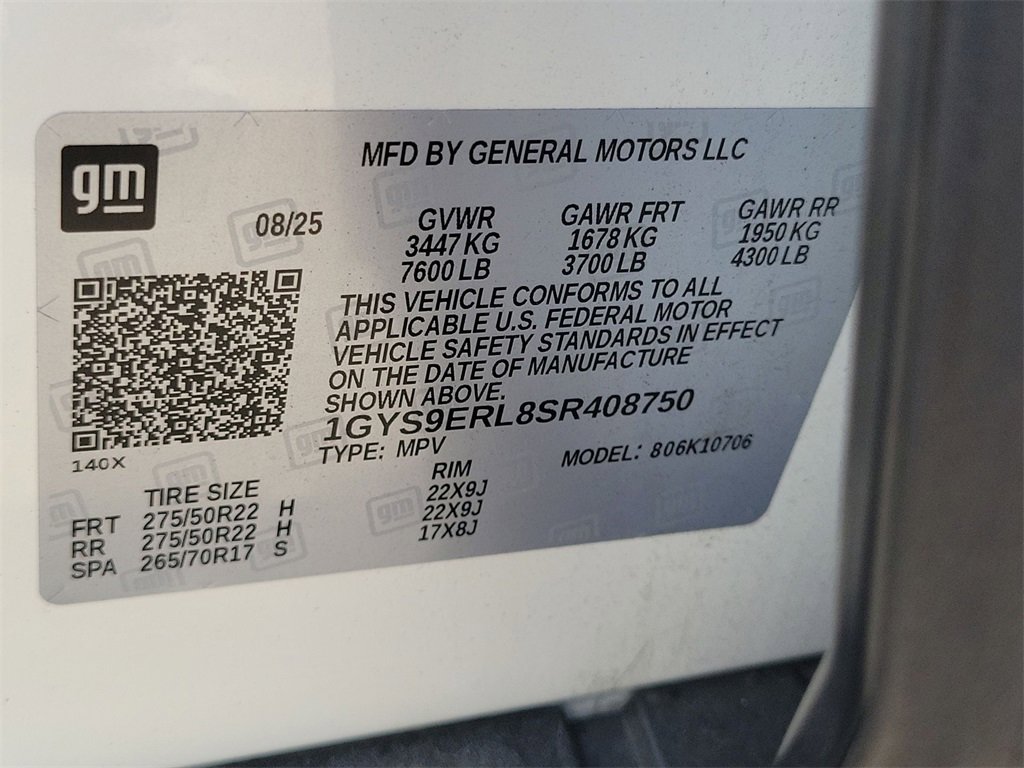 gm
MFD BY GENERAL MOTORS LLC
08/25 GVWR GAWR FRT GAWR RR
3447 KG 1678 KG 1950 KG
7600 LB 3700 LB 4300 LB
THIS VEHICLE CONFORMS TO ALL
APPLICABLE U.S. FEDERAL MOTOR
VEHICLE SAFETY STANDARDS IN EFFECT
ON THE DATE OF MANUFACTURE
SHOWN ABOVE.
1GYS9ERL8SR408750
TYPE: MPV MODEL: 806K10706
140X
TIRE SIZE RIM
FRT 275/50R22 H 22X9J
RR 275/50R22 H 22X9J
SPA 265/70R17 S 17X8J